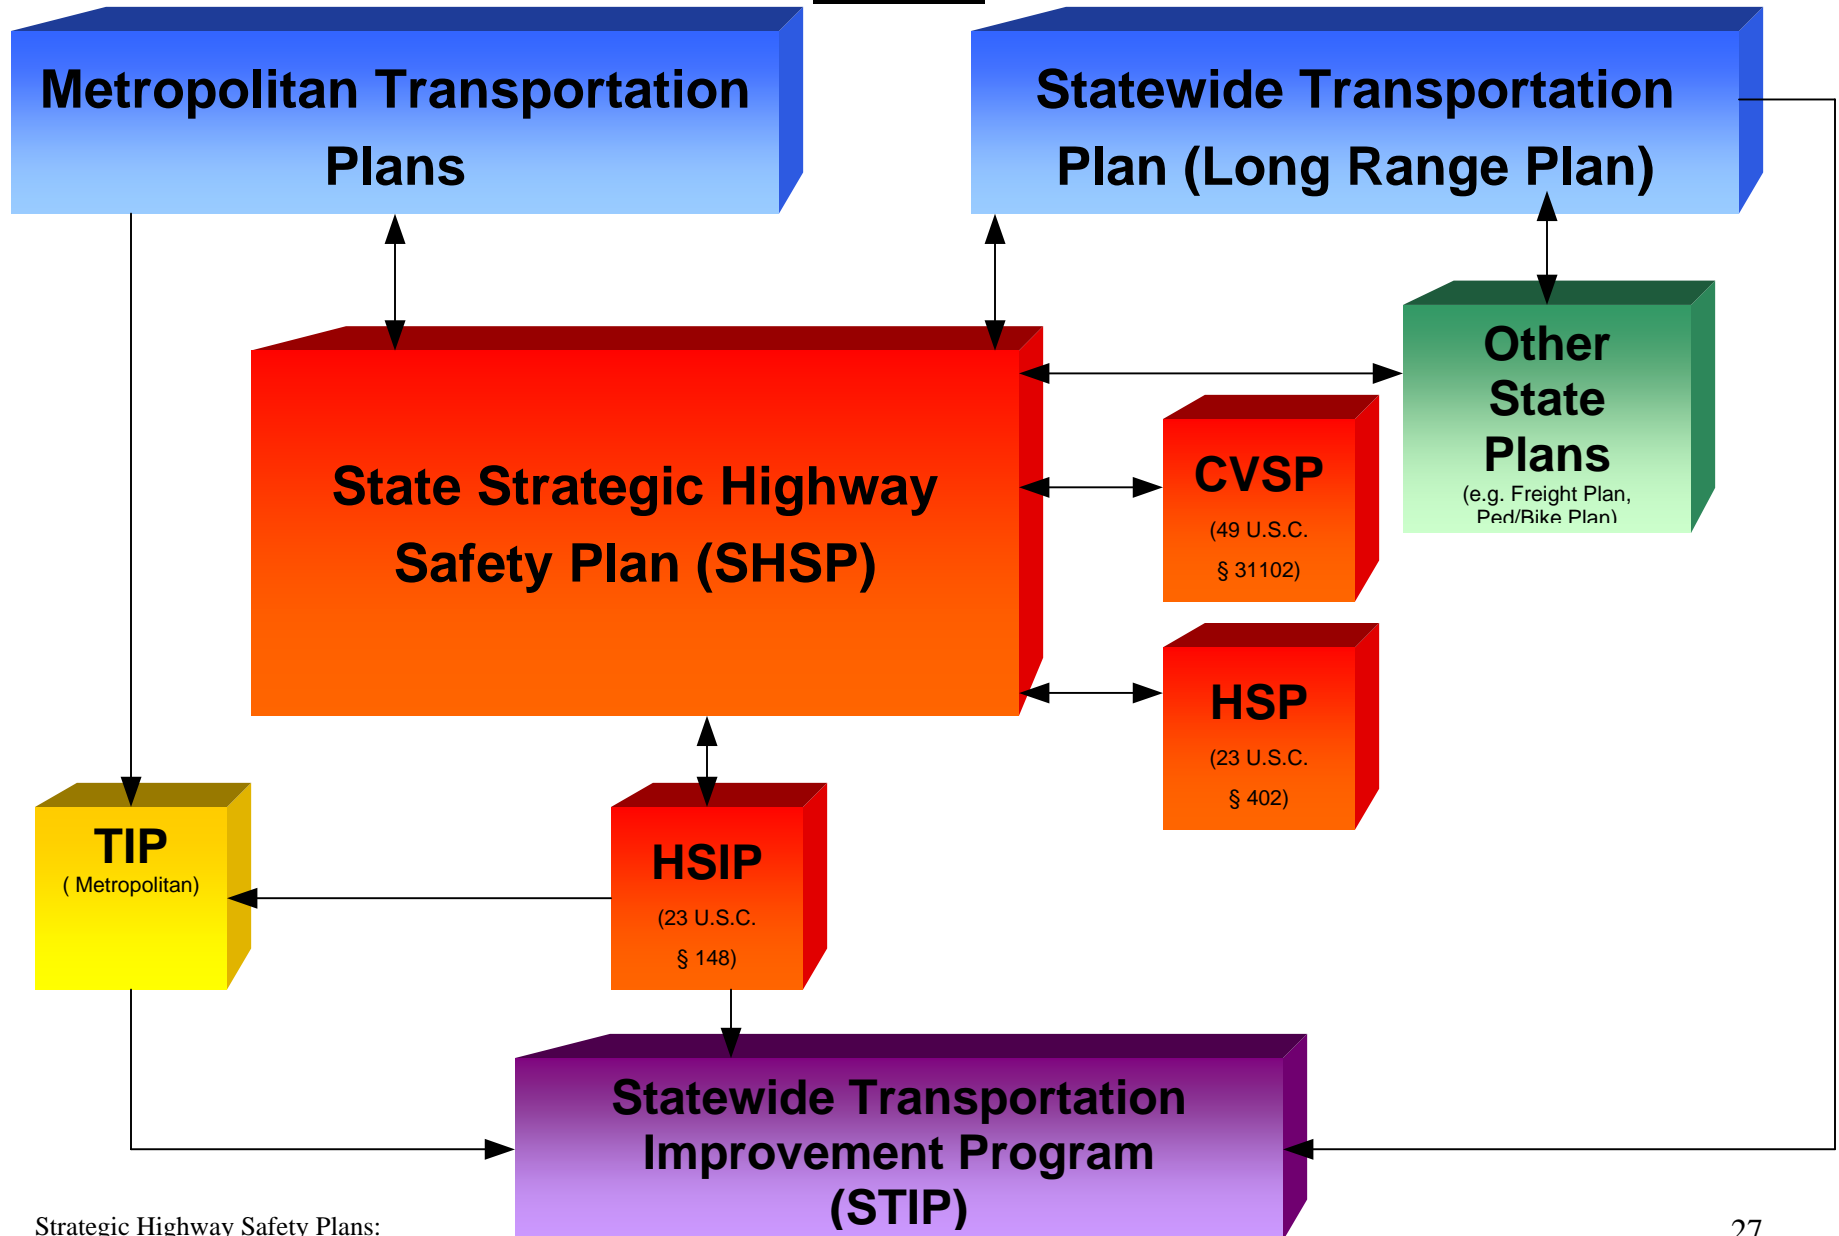 Metropolitan Transportation
Plans
Statewide Transportation
Plan (Long Range Plan)
Other
State
Plans
(e.g. Freight Plan,
Ped/Bike Plan)
State Strategic Highway
Safety Plan (SHSP)
CVSP
(49 U.S.C.
§ 31102)
HSP
(23 U.S.C.
§ 402)
TIP
( Metropolitan)
HSIP
(23 U.S.C.
§ 148)
Statewide Transportation
Improvement Program
(STIP)
Strategic Highway Safety Plans:
27